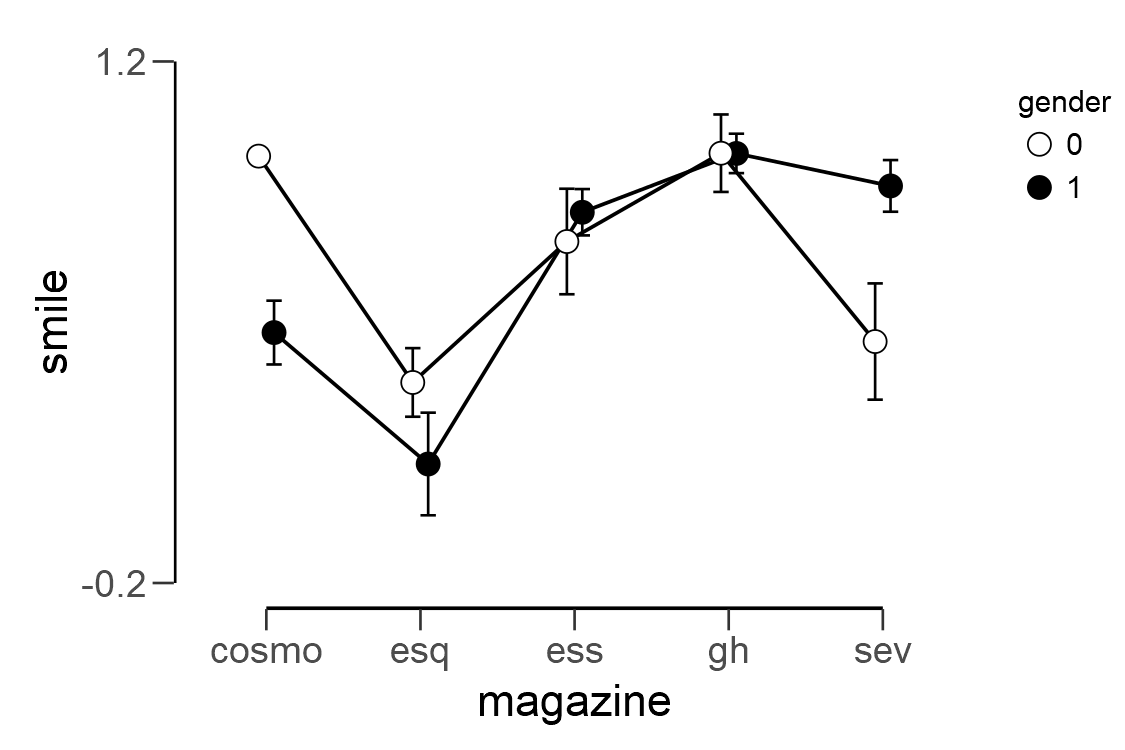 1.2
-0.2
smile
cosmo esq ess gh sev
magazine
gender
0
1